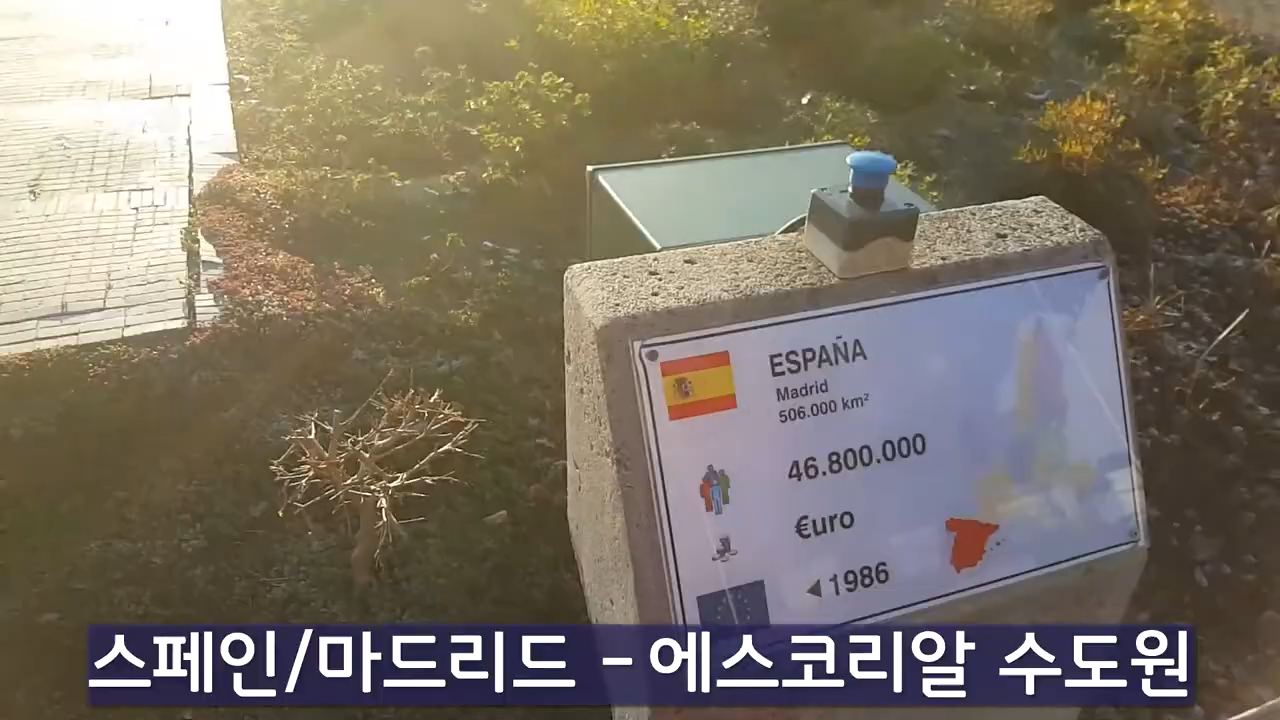 ESPAÑA
Madrid
506.000 km²
46.800.000
€uro
◀1986
스페인/마드리드 - 에스코리알 수도원